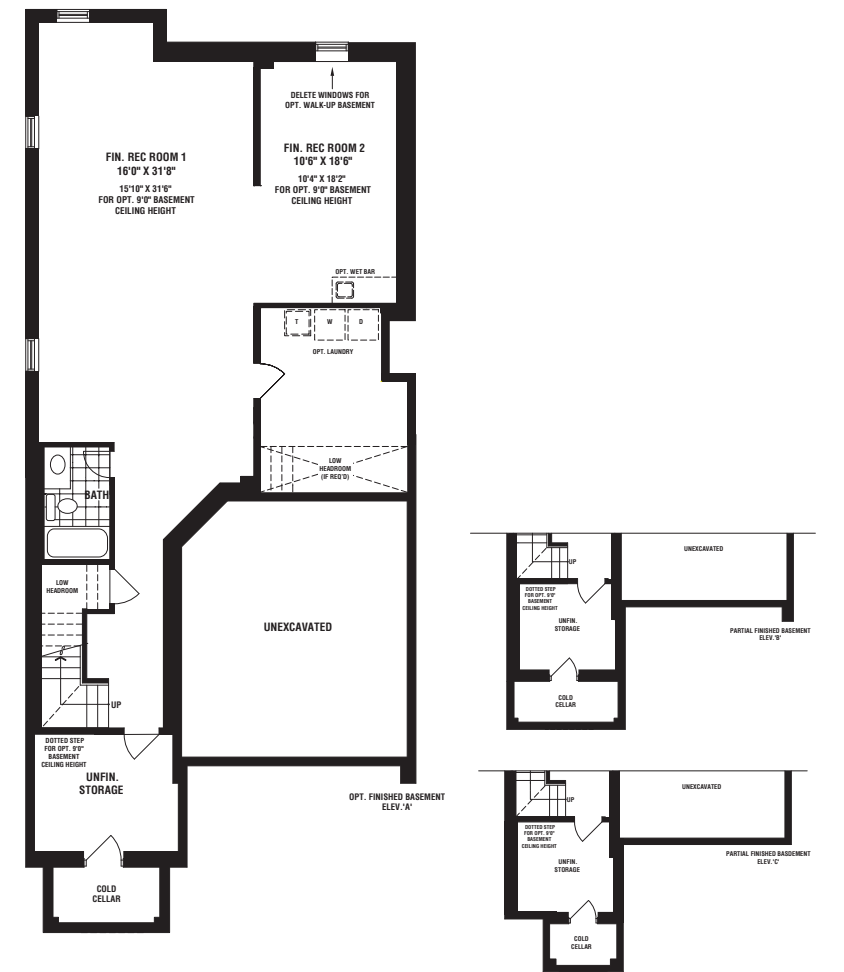 DELETE WINDOWS FOR
OPT. WALK-UP BASEMENT
FIN. REC ROOM 1
16'0" X 31'8"
15'10" X 31'6"
FOR OPT. 9'0" BASEMENT
CEILING HEIGHT
FIN. REC ROOM 2
10'6" X 18'6"
10'4" X 18'2"
FOR OPT. 9'0" BASEMENT
CEILING HEIGHT
OPT. WET BAR
T
W
D
OPT. LAUNDRY
LOW
HEADROOM
(IF REQ'D)
BATH
LOW
HEADROOM
UNEXCAVATED
UP
DOTTED STEP
FOR OPT. 9'0"
BASEMENT
CEILING HEIGHT
UNFIN.
STORAGE
OPT. FINISHED BASEMENT
ELEV.'A'
COLD
CELLAR
UNEXCAVATED
UP
DOTTED STEP
FOR OPT. 9'0"
BASEMENT
CEILING HEIGHT
UNFIN.
STORAGE
PARTIAL FINISHED BASEMENT
ELEV.'B'
COLD
CELLAR
UNEXCAVATED
UP
DOTTED STEP
FOR OPT. 9'0"
BASEMENT
CEILING HEIGHT
UNFIN.
STORAGE
PARTIAL FINISHED BASDEMENT
ELEV.'C'
COLD
CELLAR